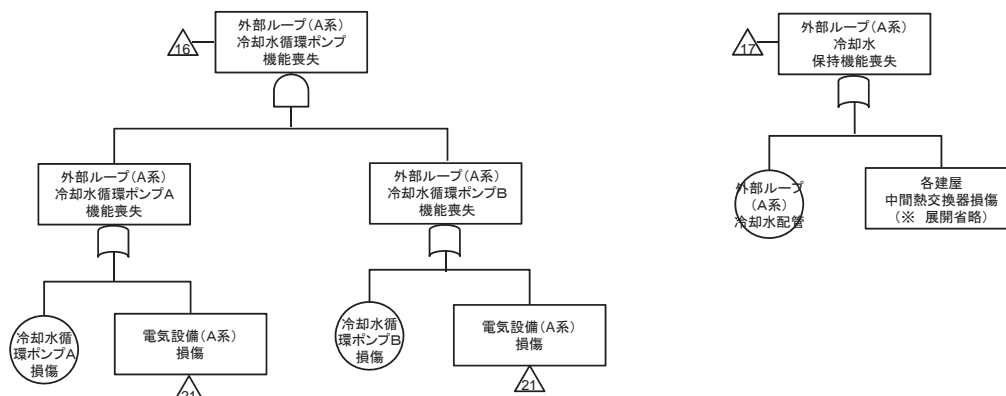 16
外部ループ(A系)
冷却水循環ポンプ
機能喪失
外部ループ(A系)
冷却水循環ポンプA
機能喪失
外部ループ(A系)
冷却水循環ポンプB
機能喪失
冷却水循
環ポンプA
損傷
電気設備(A系)
損傷
21
冷却水循
環ポンプB
損傷
電気設備(A系)
損傷
21
17
外部ループ(A系)
冷却水
保持機能喪失
外部ループ
(A系)
冷却水配管
各建屋
中間熱交換器損傷
(※ 展開省略)